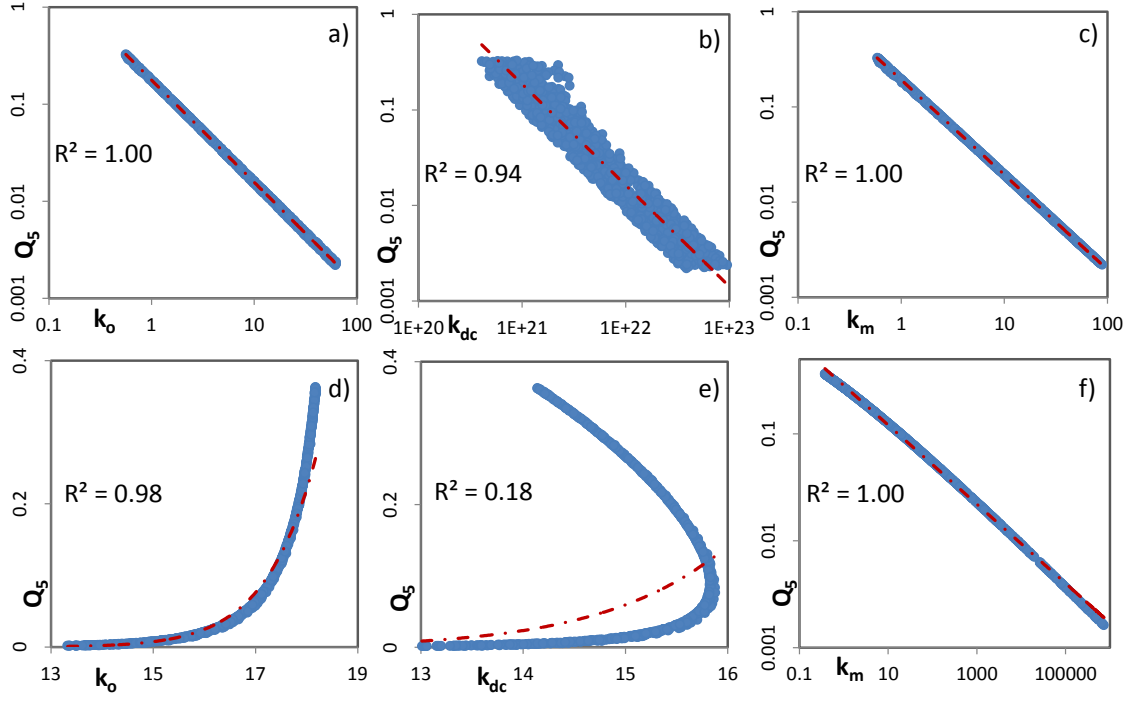 a)
1
0.1
0.01
0.001
Q5
R² = 1.00
0.1 1 10 100
ko
b)
1
0.1
0.01
0.001
Q5
R² = 0.94
1E+20 1E+21 1E+22 1E+23
kdc
c)
1
0.1
0.01
0.001
Q5
R² = 1.00
0.1 1 10 100
km
d)
0.4
0.2
0
Q5
R² = 0.98
13 15 17 19
ko
e)
0.4
0.2
0
Q5
R² = 0.18
13 14 15 16
kdc
f)
0.1
0.01
0.001
Q5
R² = 1.00
0.1 10 1000 100000
km